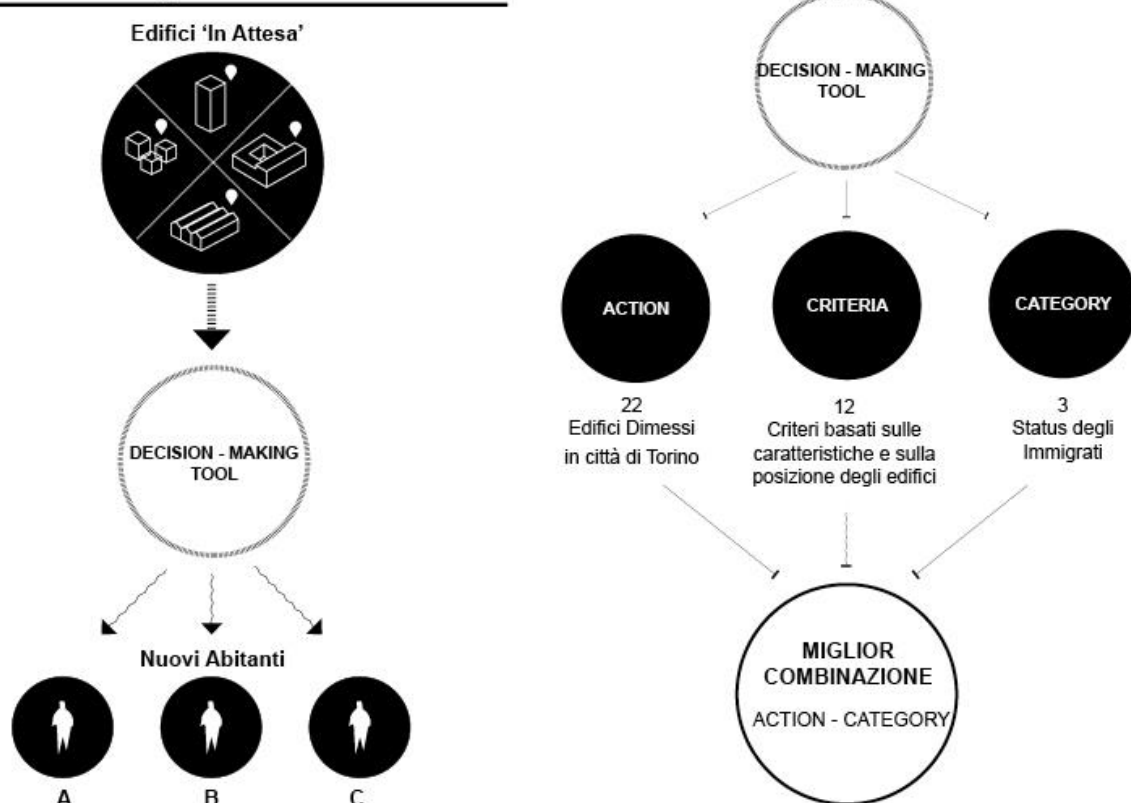 Edifici ‘In Attesa’
DECISION - MAKING
TOOL
Nuovi Abitanti
A
B
C
DECISION - MAKING
TOOL
ACTION
CRITERIA
CATEGORY
22
Edifici Dimessi
in città di Torino
12
Criteri basati sulle
caratteristiche e sulla
posizione degli edifici
3
Status degli
Immigrati
MIGLIOR
COMBINAZIONE
ACTION - CATEGORY